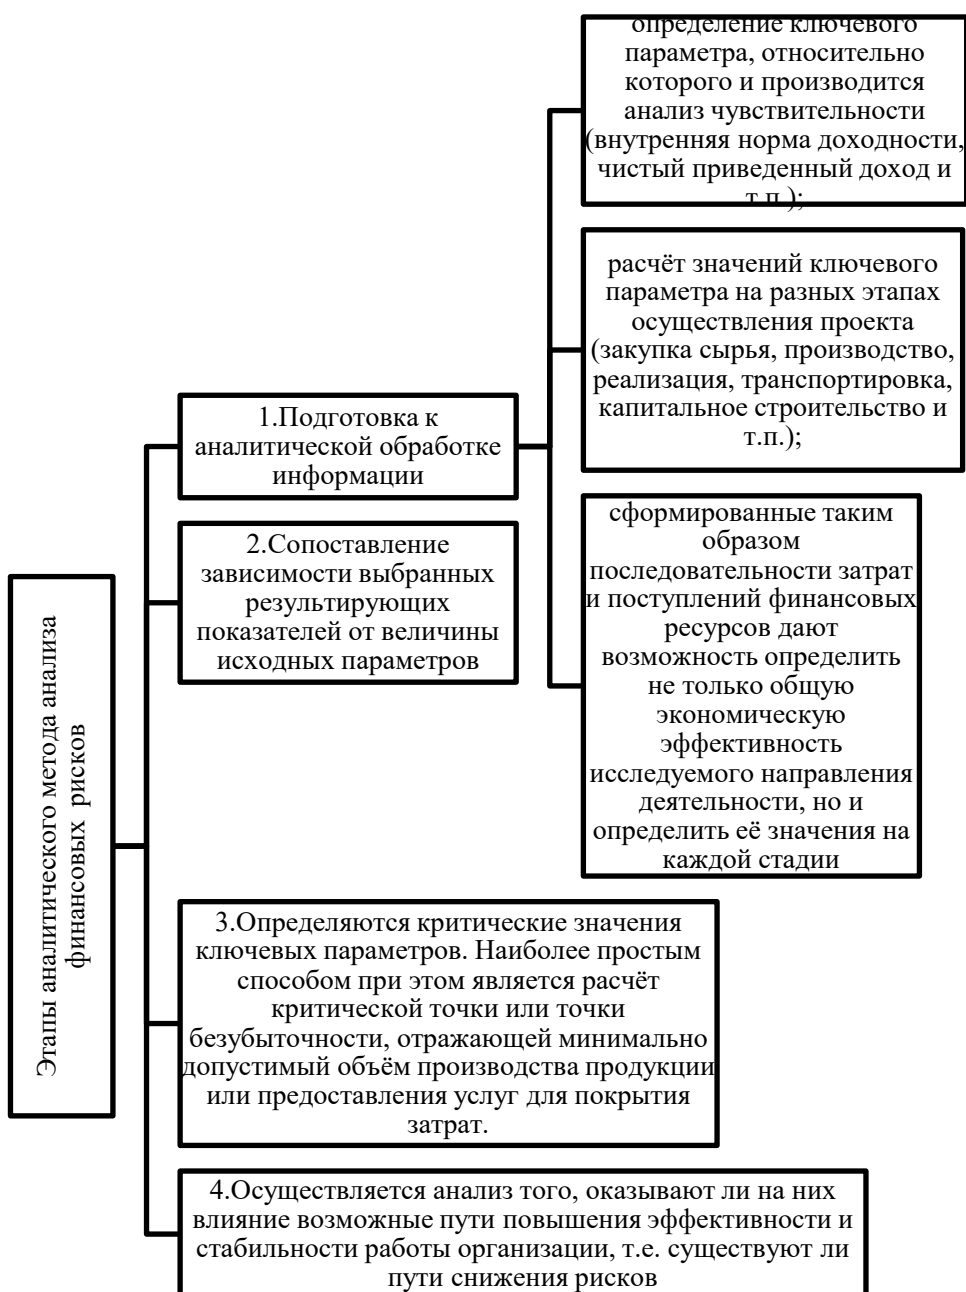 Этапы аналитического метода анализа
финансовых рисков
1.Подготовка к
аналитической обработке
информации
определение ключевого
параметра, относительно
которого и производится
анализ чувствительности
(внутренняя норма доходности,
чистый приведенный доход и
т.п.);
расчёт значений ключевого
параметра на разных этапах
осуществления проекта
(закупка сырья, производство,
реализация, транспортировка,
капитальное строительство и
т.п.);
сформированные таким
образом
последовательности затрат
и поступлений финансовых
ресурсов дают
возможность определить
не только общую
экономическую
эффективность
исследуемого направления
деятельности, но и
определить её значения на
каждой стадии
2.Сопоставление
зависимости выбранных
результирующих
показателей от величины
исходных параметров
3.Определяются критические значения
ключевых параметров. Наиболее простым
способом при этом является расчёт
критической точки или точки
безубыточности, отражающей минимально
допустимый объём производства продукции
или предоставления услуг для покрытия
затрат.
4.Осуществляется анализ того, оказывают ли на них
влияние возможные пути повышения эффективности и
стабильности работы организации, т.е. существуют ли
пути снижения рисков